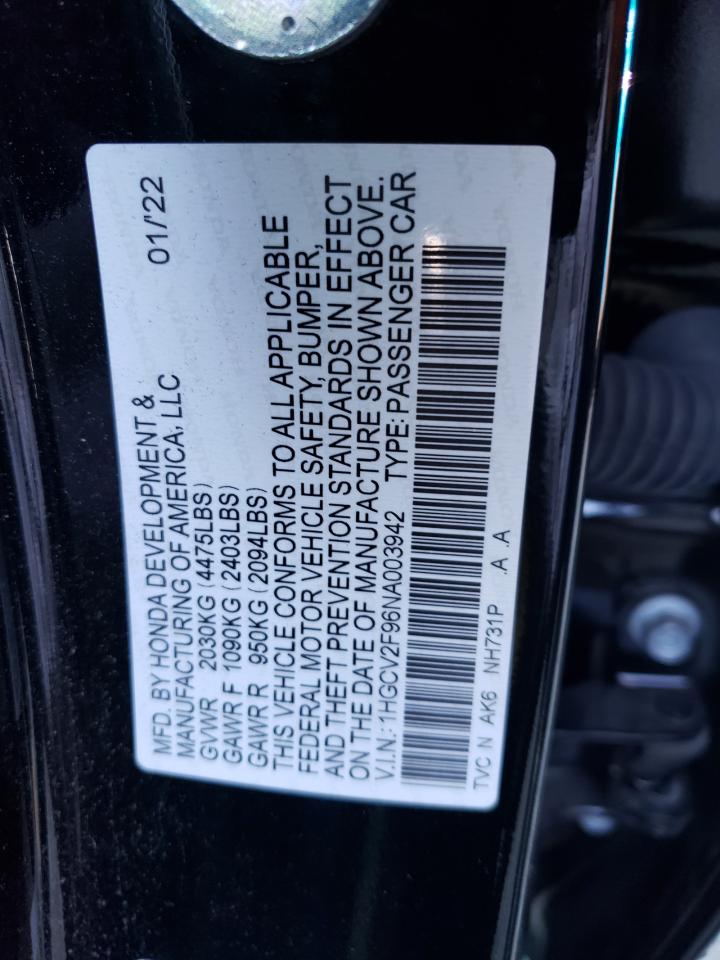 MFD. BY HONDA DEVELOPMENT & 01/'22
MANUFACTURING OF AMERICA, LLC
GVWR 2030KG (4475LBS)
GAWR F 1090KG (2403LBS)
GAWR R 950KG (2094LBS)
THIS VEHICLE CONFORMS TO ALL APPLICABLE
FEDERAL MOTOR VEHICLE SAFETY, BUMPER,
AND THEFT PREVENTION STANDARDS IN EFFECT
ON THE DATE OF MANUFACTURE SHOWN ABOVE.
V.I.N.: 1HGCV2F96NA003942 TYPE: PASSENGER CAR
TVC N AK6 NH731P .A .A